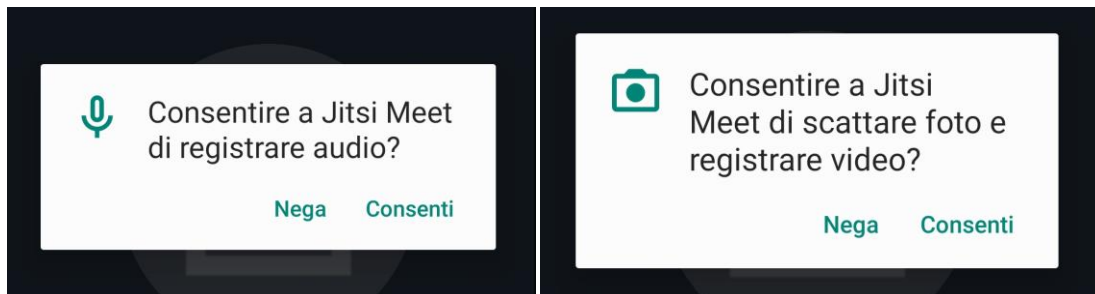 Consentire a Jitsi Meet
di registrare audio?
Nega Consenti
Consentire a Jitsi
Meet di scattare foto e
registrare video?
Nega Consenti